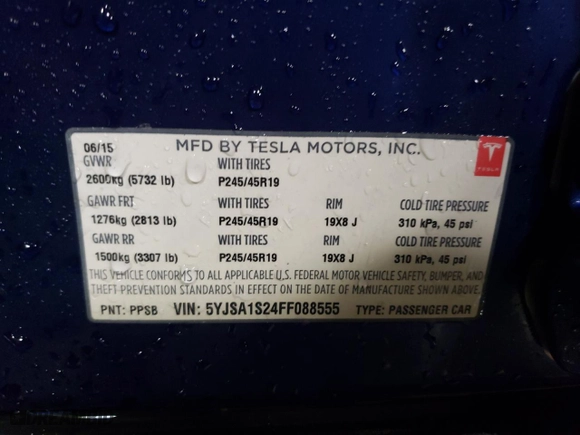 06/15 MFD BY TESLA MOTORS, INC.
GVWR WITH TIRES
2600kg (5732 lb) P245/45R19
GAWR FRT WITH TIRES RIM COLD TIRE PRESSURE
1276kg (2813 lb) P245/45R19 19X8 J 310 kPa, 45 psi
GAWR RR WITH TIRES RIM COLD TIRE PRESSURE
1500kg (3307 lb) P245/45R19 19X8 J 310 kPa, 45 psi
THIS VEHICLE CONFORMS TO ALL APPLICABLE U.S. FEDERAL MOTOR VEHICLE SAFETY, BUMPER, AND
THEFT-PREVENTION STANDARDS IN EFFECT ON THE DATE OF MANUFACTURE SHOWN ABOVE.
PNT: PPSB VIN: 5YJSA1S24FF088555 TYPE: PASSENGER CAR